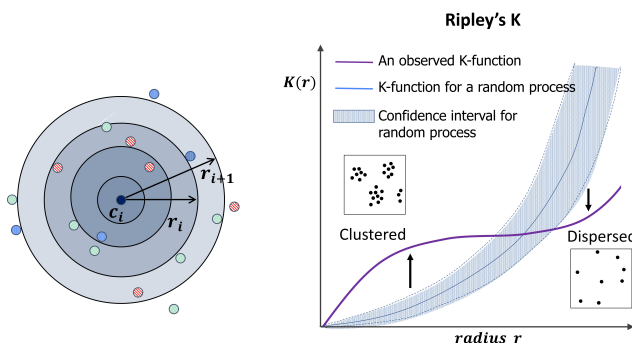 Ripley's K
K(r)
An observed K-function
K-function for a random process
Confidence interval for
random process
r_{i+1}
c_i
r_i
Clustered
Dispersed
radius r